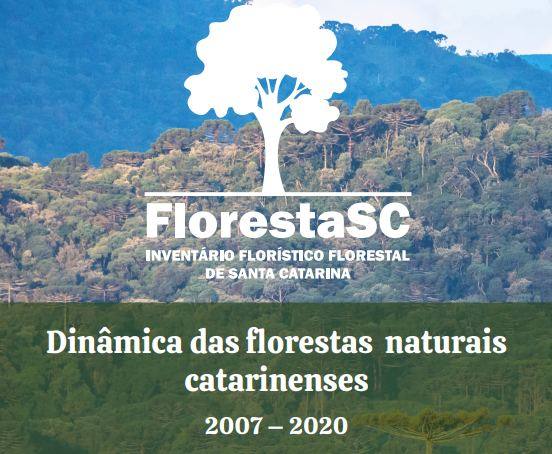 FlorestaSC
INVENTÁRIO FLORÍSTICO FLORESTAL
DE SANTA CATARINA
Dinâmica das florestas naturais
catarinenses
2007 – 2020